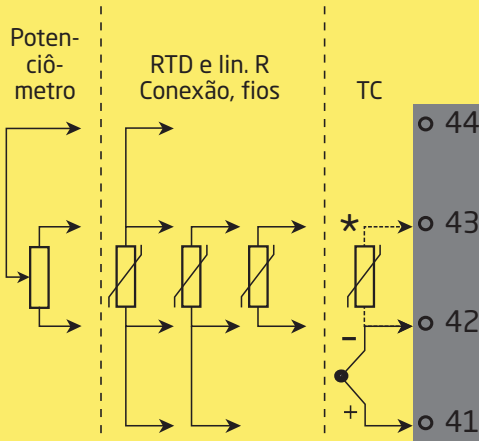 Poten-
ciô-
metro
RTD e lin. R
Conexão, fios
TC
44
*
43
42
–
+
41